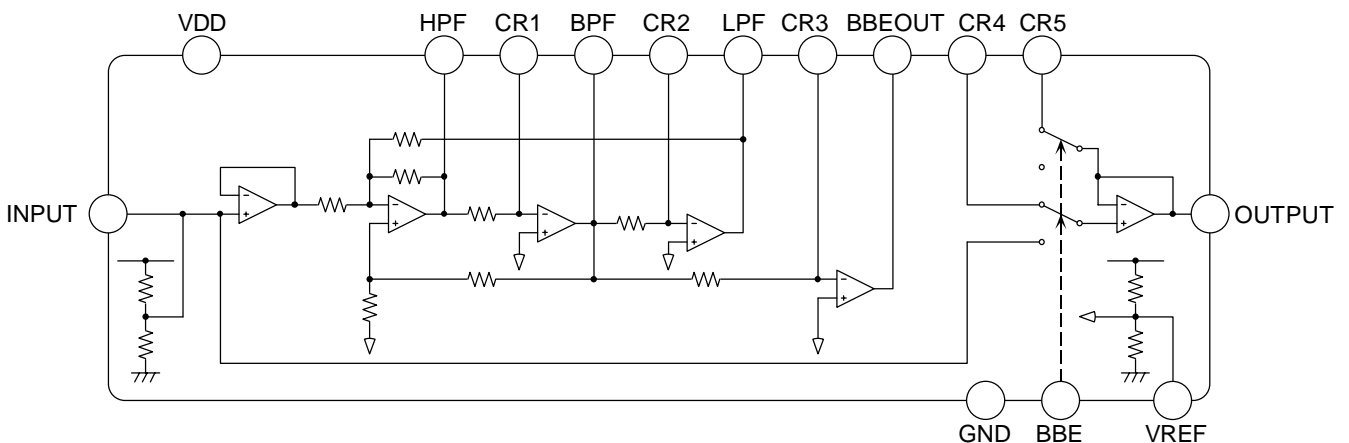 VDD HPF CR1 BPF CR2 LPF CR3 BBEOUT CR4 CR5
INPUT
OUTPUT
GND BBE VREF